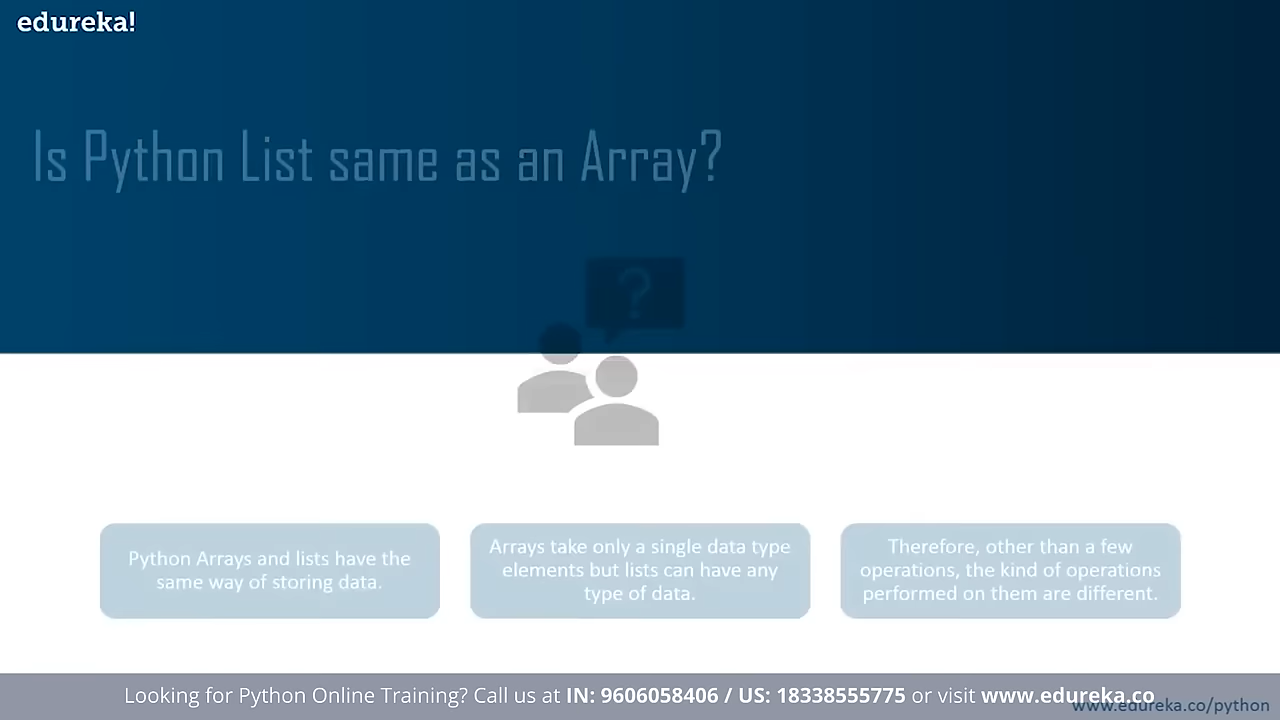 edureka!
Is Python List same as an Array?
?
Python Arrays and lists have the
same way of storing data.
Arrays take only a single data type
elements but lists can have any
type of data.
Therefore, other than a few
operations, the kind of operations
performed on them are different.
Looking for Python Online Training? Call us at IN: 9606058406 / US: 18338555775 or visit www.edureka.co
www.edureka.co/python